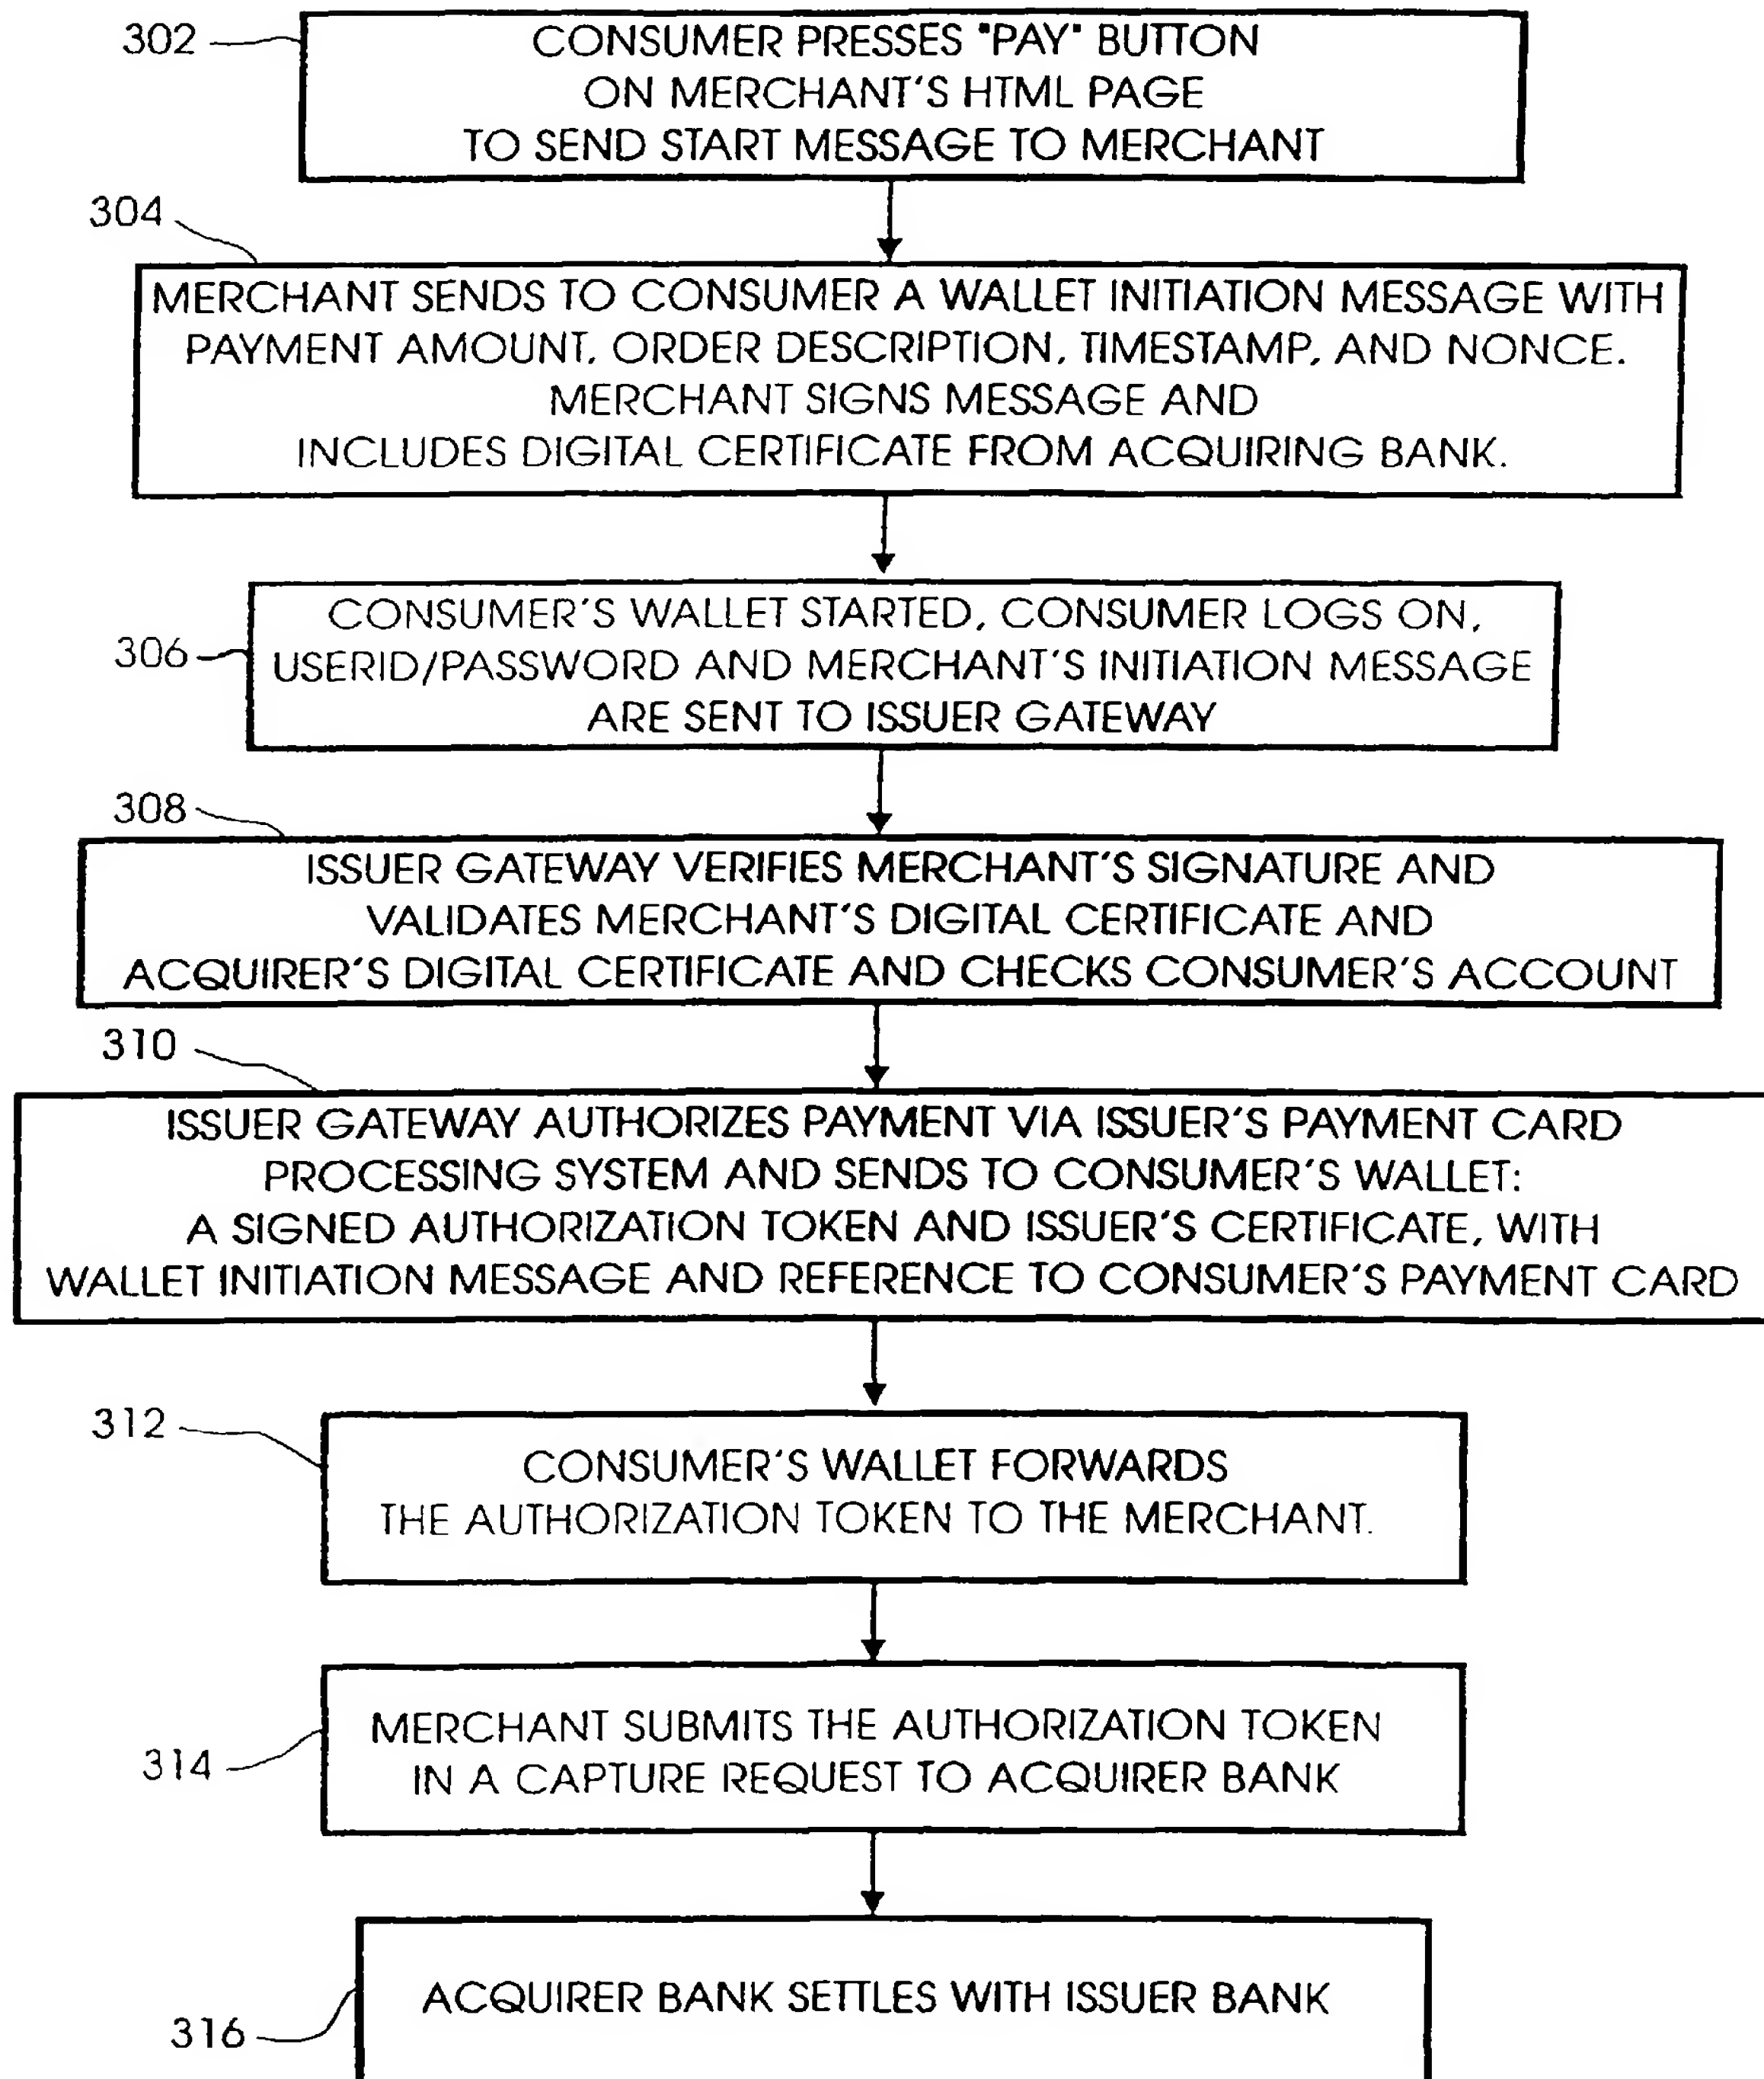 302
CONSUMER PRESSES "PAY" BUTTON
ON MERCHANT'S HTML PAGE
TO SEND START MESSAGE TO MERCHANT
304
MERCHANT SENDS TO CONSUMER A WALLET INITIATION MESSAGE WITH
PAYMENT AMOUNT, ORDER DESCRIPTION, TIMESTAMP, AND NONCE.
MERCHANT SIGNS MESSAGE AND
INCLUDES DIGITAL CERTIFICATE FROM ACQUIRING BANK.
306
CONSUMER'S WALLET STARTED, CONSUMER LOGS ON,
USERID/PASSWORD AND MERCHANT'S INITIATION MESSAGE
ARE SENT TO ISSUER GATEWAY
308
ISSUER GATEWAY VERIFIES MERCHANT'S SIGNATURE AND
VALIDATES MERCHANT'S DIGITAL CERTIFICATE AND
ACQUIRER'S DIGITAL CERTIFICATE AND CHECKS CONSUMER'S ACCOUNT
310
ISSUER GATEWAY AUTHORIZES PAYMENT VIA ISSUER'S PAYMENT CARD
PROCESSING SYSTEM AND SENDS TO CONSUMER'S WALLET:
A SIGNED AUTHORIZATION TOKEN AND ISSUER'S CERTIFICATE, WITH
WALLET INITIATION MESSAGE AND REFERENCE TO CONSUMER'S PAYMENT CARD
312
CONSUMER'S WALLET FORWARDS
THE AUTHORIZATION TOKEN TO THE MERCHANT.
314
MERCHANT SUBMITS THE AUTHORIZATION TOKEN
IN A CAPTURE REQUEST TO ACQUIRER BANK
316
ACQUIRER BANK SETTLES WITH ISSUER BANK